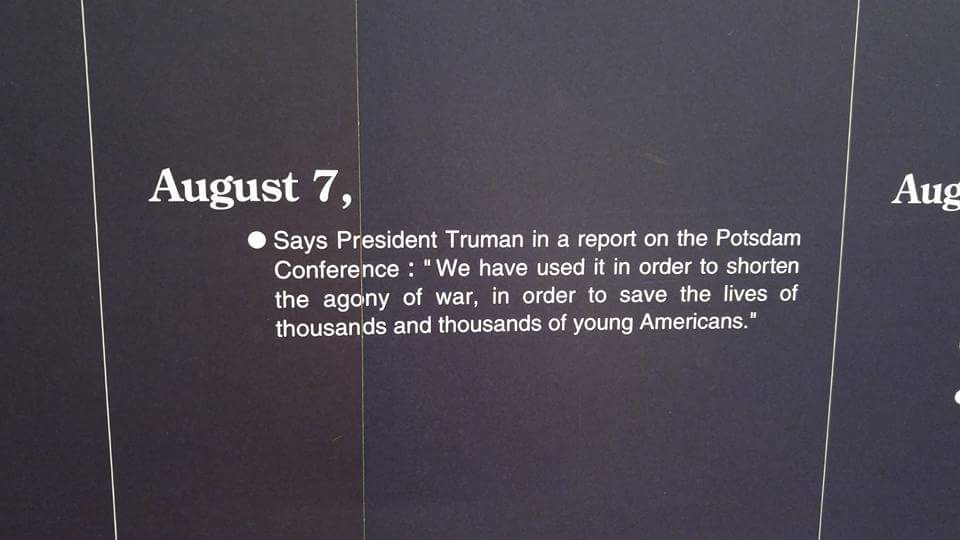 August 7,
Aug
● Says President Truman in a report on the Potsdam
Conference : "We have used it in order to shorten
the agony of war, in order to save the lives of
thousands and thousands of young Americans."